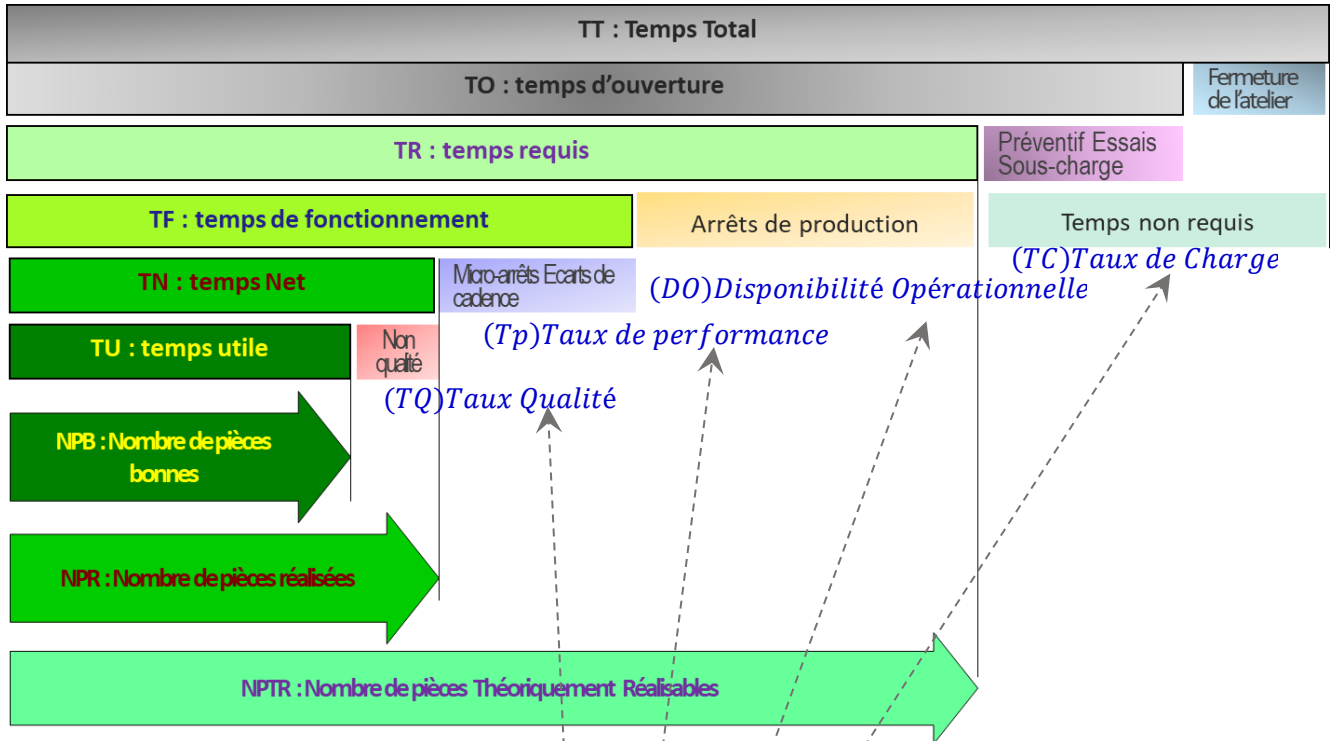 TT : Temps Total
TO : temps d’ouverture
Fermeture
de l’atelier
TR : temps requis
Préventif Essais
Sous-charge
TF : temps de fonctionnement
Arrêts de production
Temps non requis
(TC)Taux de Charge
TN : temps Net
Micro-arrêts Ecarts de
cadence
(DO)Disponibilité Opérationnelle
TU : temps utile
Non
qualité
(Tp)Taux de performance
(TQ)Taux Qualité
NPB : Nombre de pièces
bonnes
NPR : Nombre de pièces réalisées
NPTR : Nombre de pièces Théoriquement Réalisables